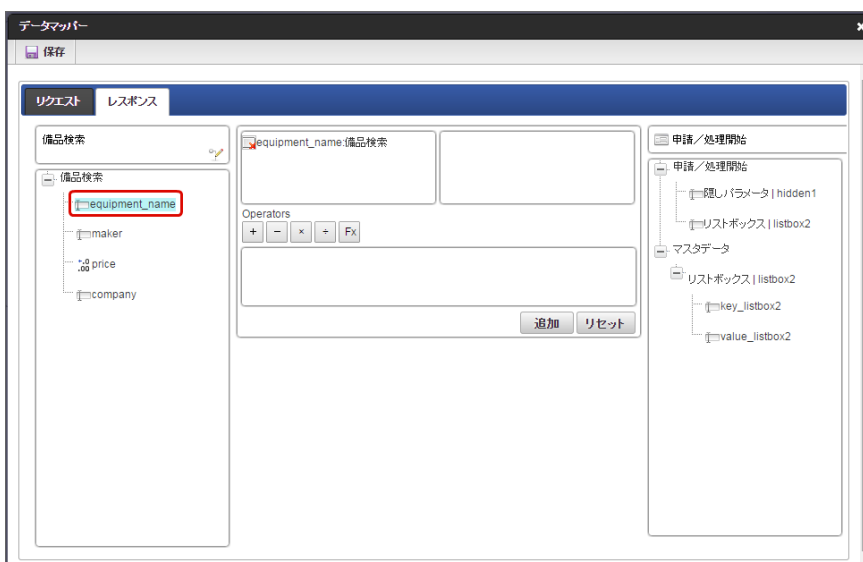 データマッパー
保存
リクエスト
レスポンス
備品検索
備品検索
equipment_name
maker
price
company
equipment_name:備品検索
Operators
+ − × ÷ Fx
追加
リセット
申請/処理開始
申請/処理開始
隠しパラメータ | hidden1
リストボックス | listbox2
マスタデータ
リストボックス | listbox2
key_listbox2
value_listbox2